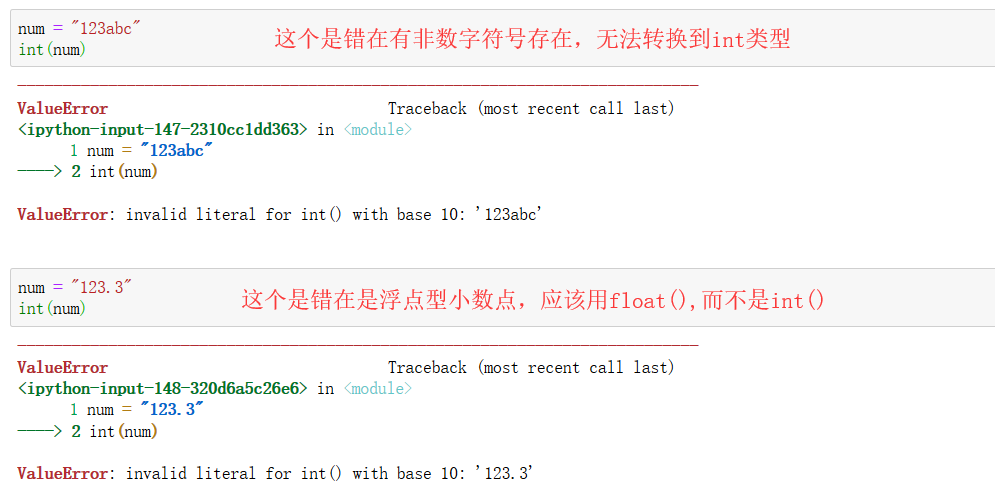 num = "123abc"
int(num)
这个是错在有非数字符号存在，无法转换到int类型
---------------------------------------------------------------------------
ValueError                                Traceback (most recent call last)
<ipython-input-147-2310cc1dd363> in <module>
      1 num = "123abc"
----> 2 int(num)
ValueError: invalid literal for int() with base 10: '123abc'
num = "123.3"
int(num)
这个是错在是浮点型小数点，应该用float(),而不是int()
---------------------------------------------------------------------------
ValueError                                Traceback (most recent call last)
<ipython-input-148-320d6a5c26e6> in <module>
      1 num = "123.3"
----> 2 int(num)
ValueError: invalid literal for int() with base 10: '123.3'